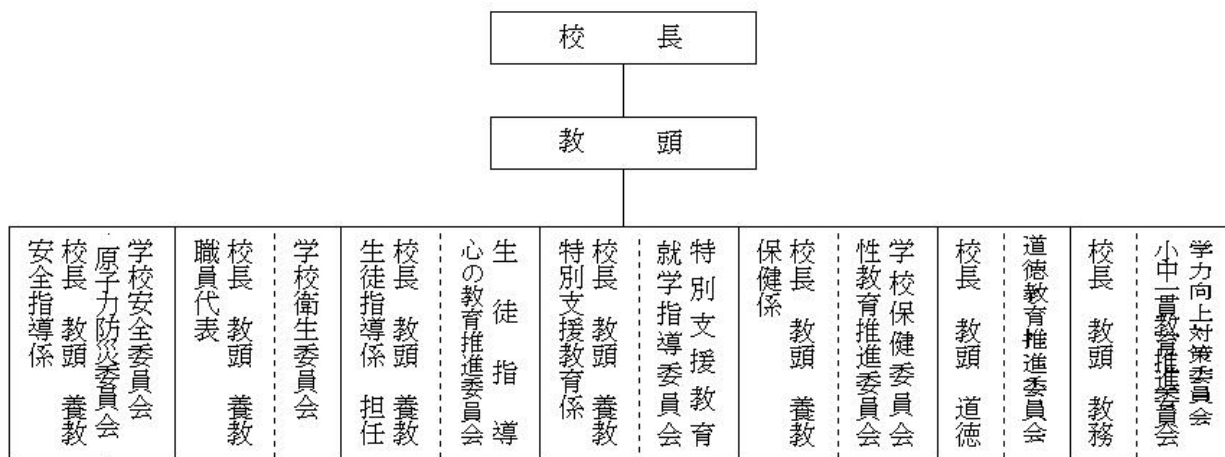 校長
教頭
学力向上対策委員会
小中一貫教育推進委員会
校長 教頭 教務
道徳教育推進委員会
校長 教頭 道徳
学校保健委員会
性教育推進委員会
校長 教頭 養教
保健係
特別支援教育
就学指導委員会
校長 教頭 養教
特別支援教育係
生徒指導
心の教育推進委員会
校長 教頭 養教
生徒指導係 担任
学校衛生委員会
校長 教頭 養教
職員代表
学校安全委員会
原子力防災委員会
校長 教頭 養教
安全指導係